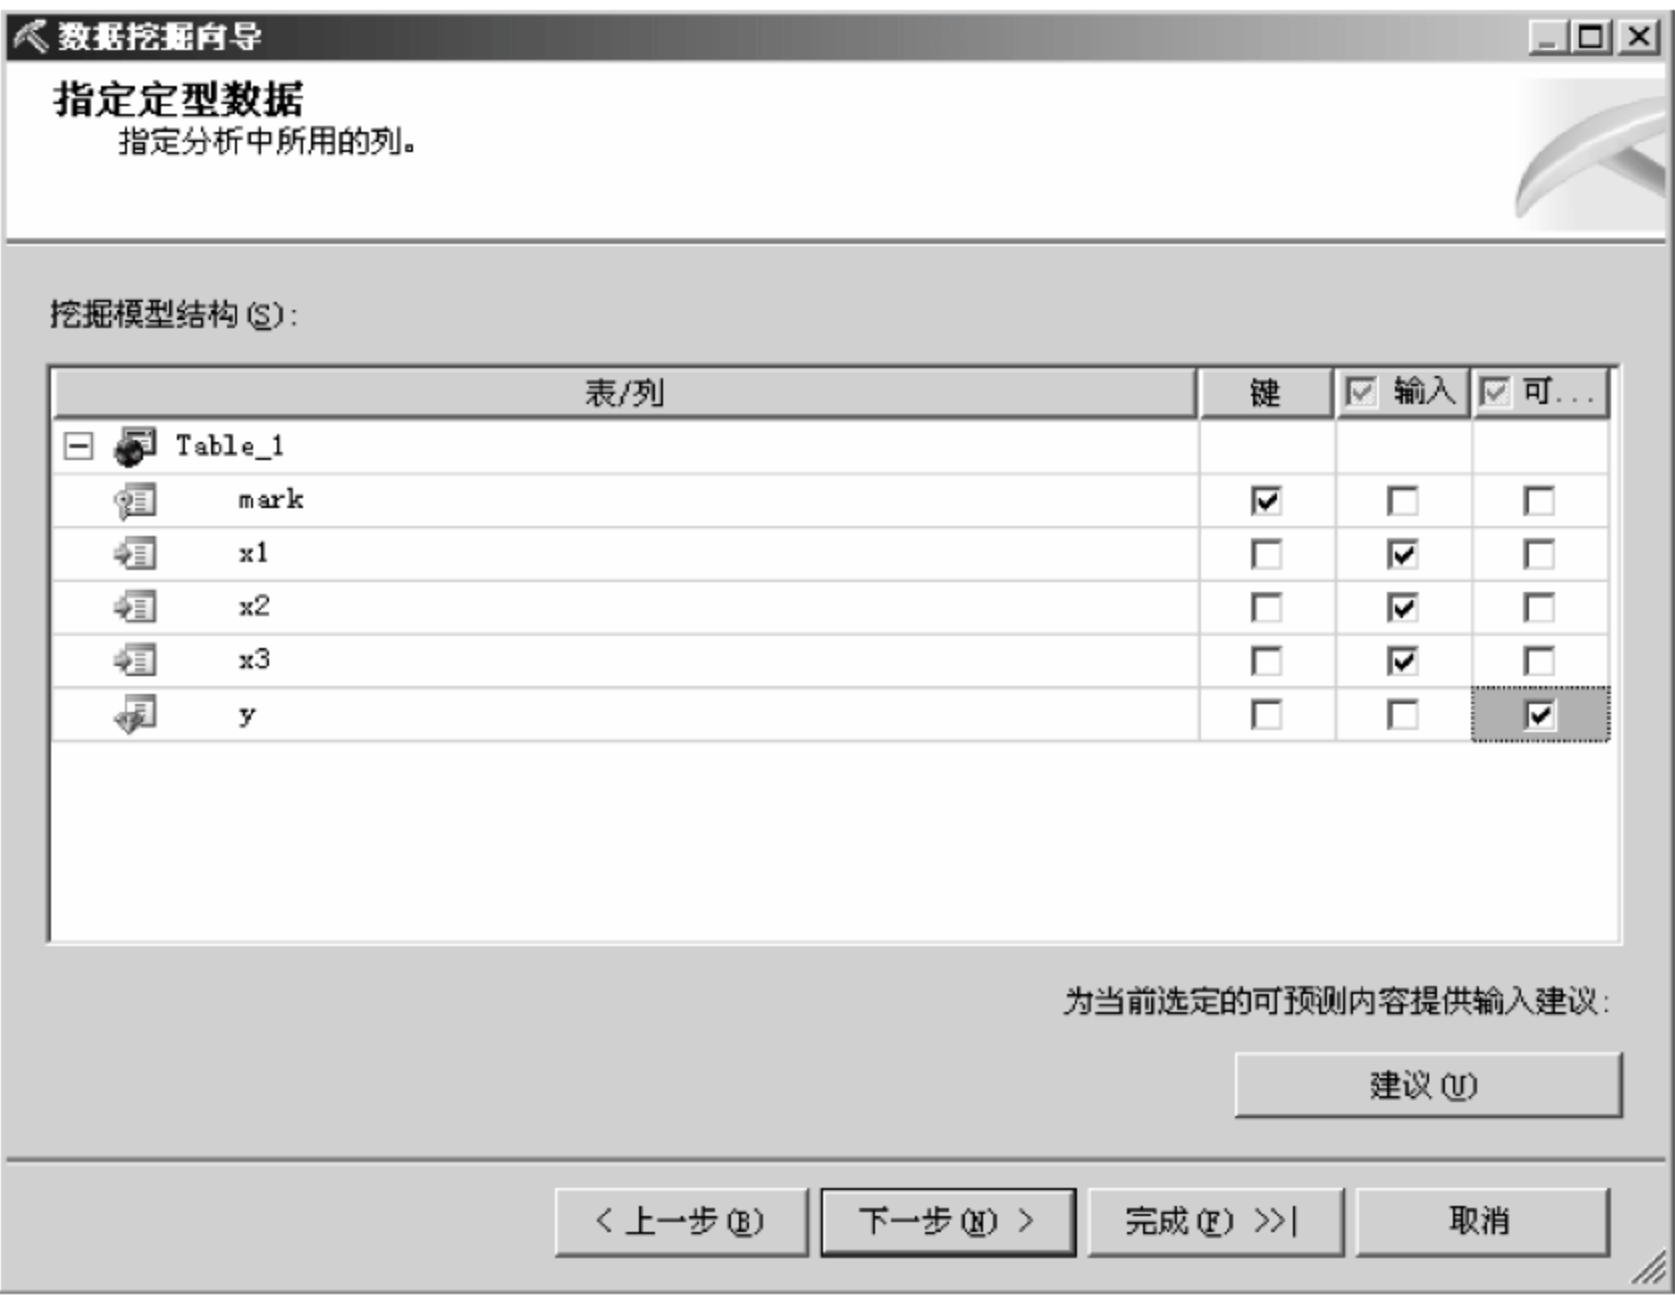 数据挖掘向导
指定定型数据
指定分析中所用的列。
挖掘模型结构(S):
表/列 键 输入 可...
Table_1
mark
x1
x2
x3
y
为当前选定的可预测内容提供输入建议:
建议(U)
< 上一步(B) 下一步(N) > 完成(F) >>| 取消